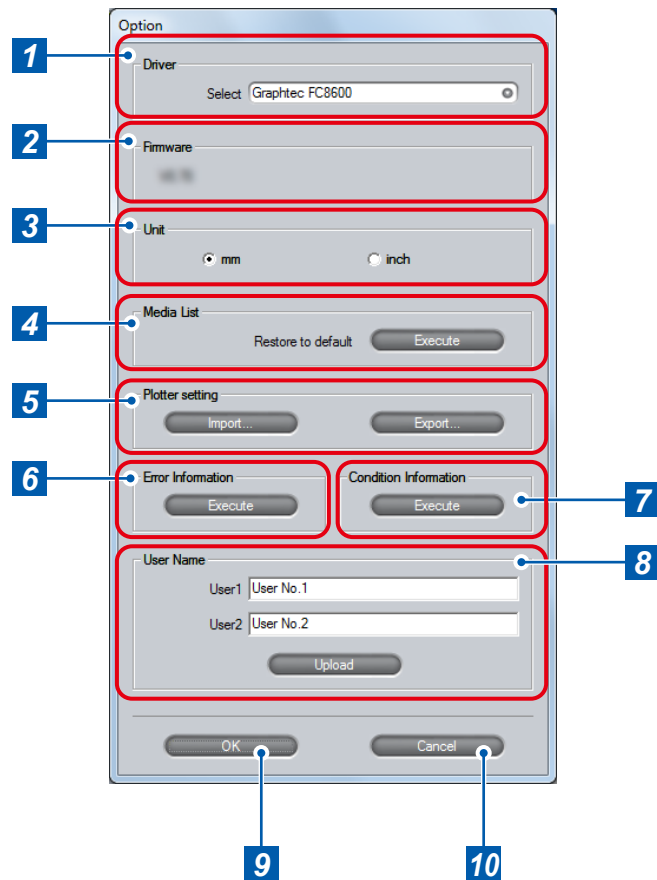 Option
1
Driver
Select Graphtec FC8600
2
Firmware
3
Unit
mm inch
4
Media List
Restore to default Execute
5
Plotter setting
Import... Export...
6
Error Information Condition Information
Execute Execute
7
User Name
8
User1 User No.1
User2 User No.2
Upload
OK Cancel
9 10